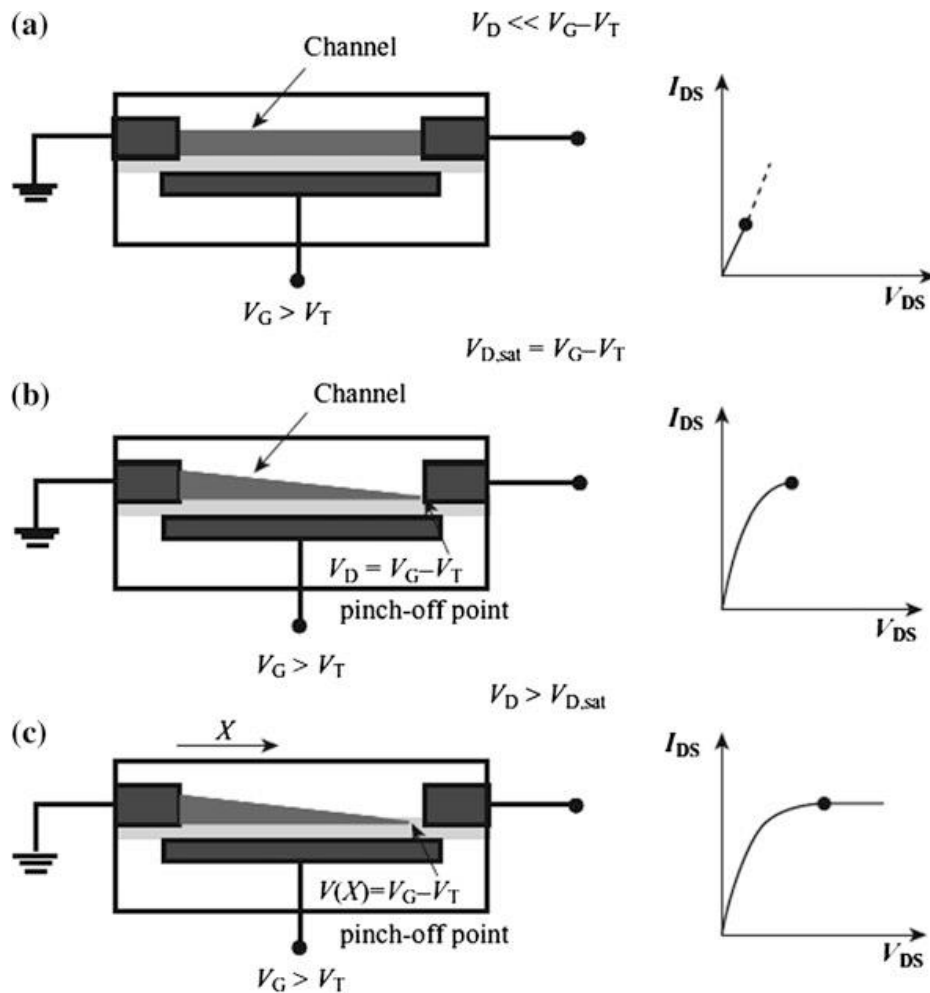 (a)
V_D << V_G–V_T
Channel
I_DS
V_DS
V_G > V_T
V_D,sat = V_G–V_T
(b)
Channel
I_DS
V_D = V_G–V_T
pinch-off point
V_DS
V_G > V_T
V_D > V_D,sat
(c)
X
I_DS
V(X)=V_G–V_T
pinch-off point
V_DS
V_G > V_T